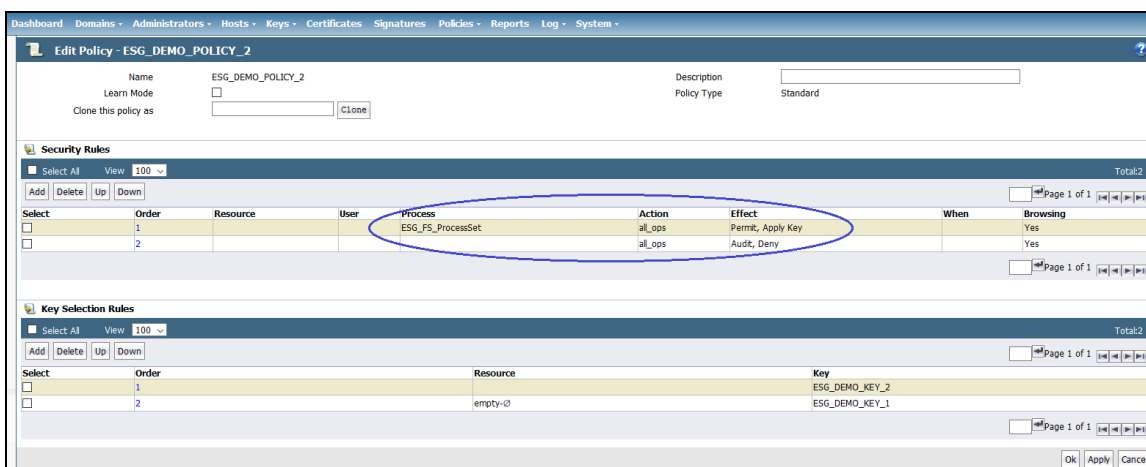 Dashboard Domains Administrators Hosts Keys Certificates Signatures Policies Reports Log System
Edit Policy - ESG_DEMO_POLICY_2 ?
Name ESG_DEMO_POLICY_2 Description
Learn Mode Policy Type Standard
Clone this policy as Clone
Security Rules
Select All View 100 Total:2
Add Delete Up Down Page 1 of 1
Select Order Resource User Process Action Effect When Browsing
1 ESG_FS_ProcessSet all_ops Permit, Apply Key Yes
2 all_ops Audit, Deny Yes
Page 1 of 1
Key Selection Rules
Select All View 100 Total:2
Add Delete Up Down Page 1 of 1
Select Order Resource Key
1 ESG_DEMO_KEY_2
2 empty-∅ ESG_DEMO_KEY_1
Page 1 of 1
Ok Apply Cance